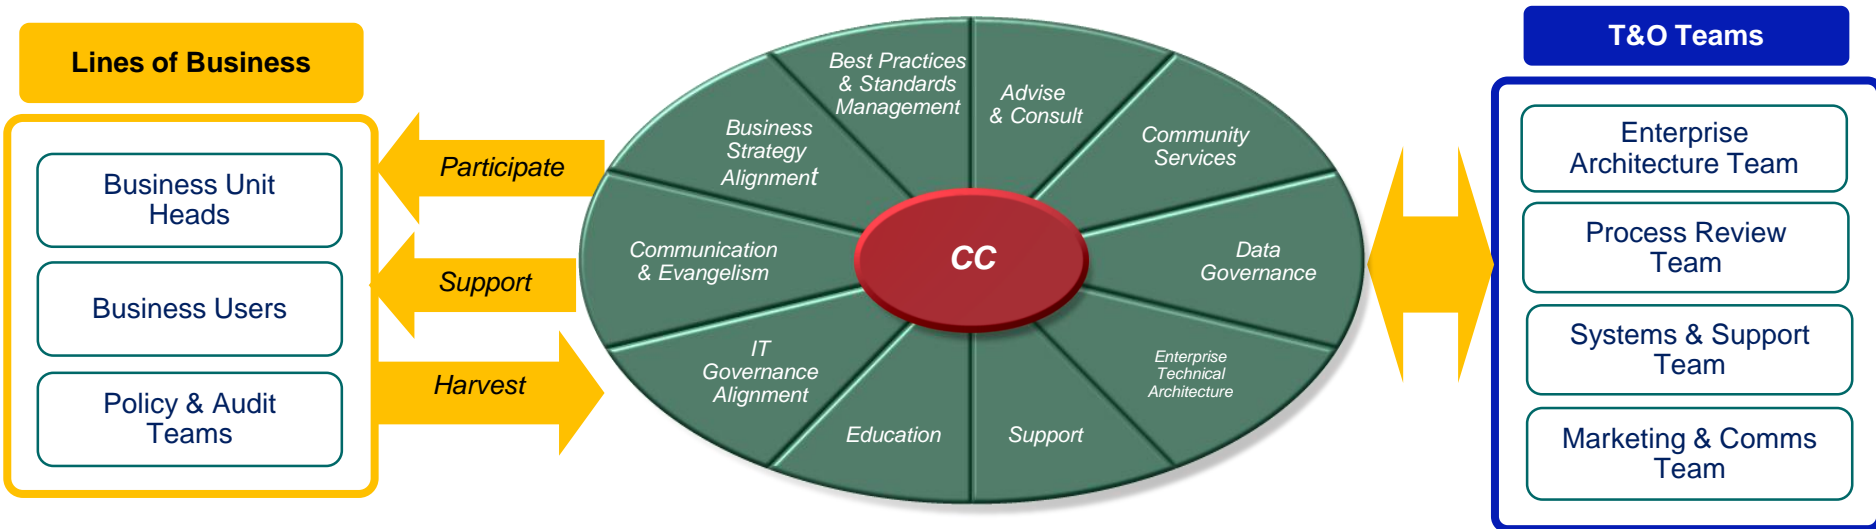 Lines of Business
Business Unit
Heads
Business Users
Policy & Audit
Teams
Participate
Support
Harvest
Best Practices
& Standards
Management
Advise
& Consult
Business
Strategy
Alignment
Community
Services
Communication
& Evangelism
CC
Data
Governance
IT
Governance
Alignment
Enterprise
Technical
Architecture
Education
Support
T&O Teams
Enterprise
Architecture Team
Process Review
Team
Systems & Support
Team
Marketing & Comms
Team